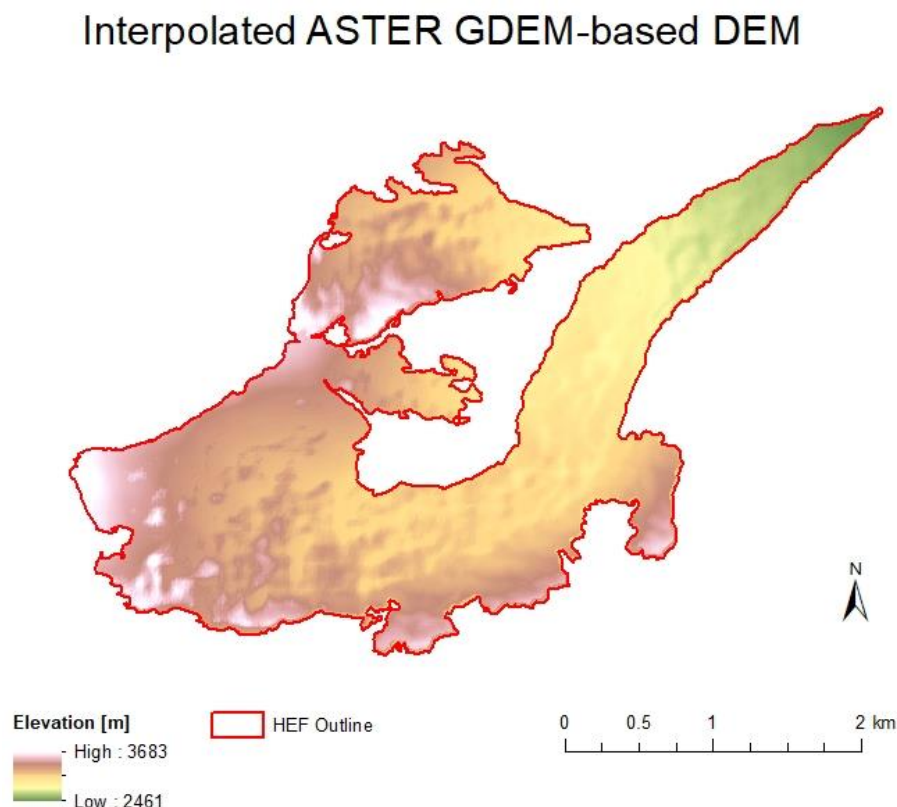 Interpolated ASTER GDEM-based DEM
N
Elevation [m]
High : 3683
Low : 2461
HEF Outline
0 0.5 1 2 km